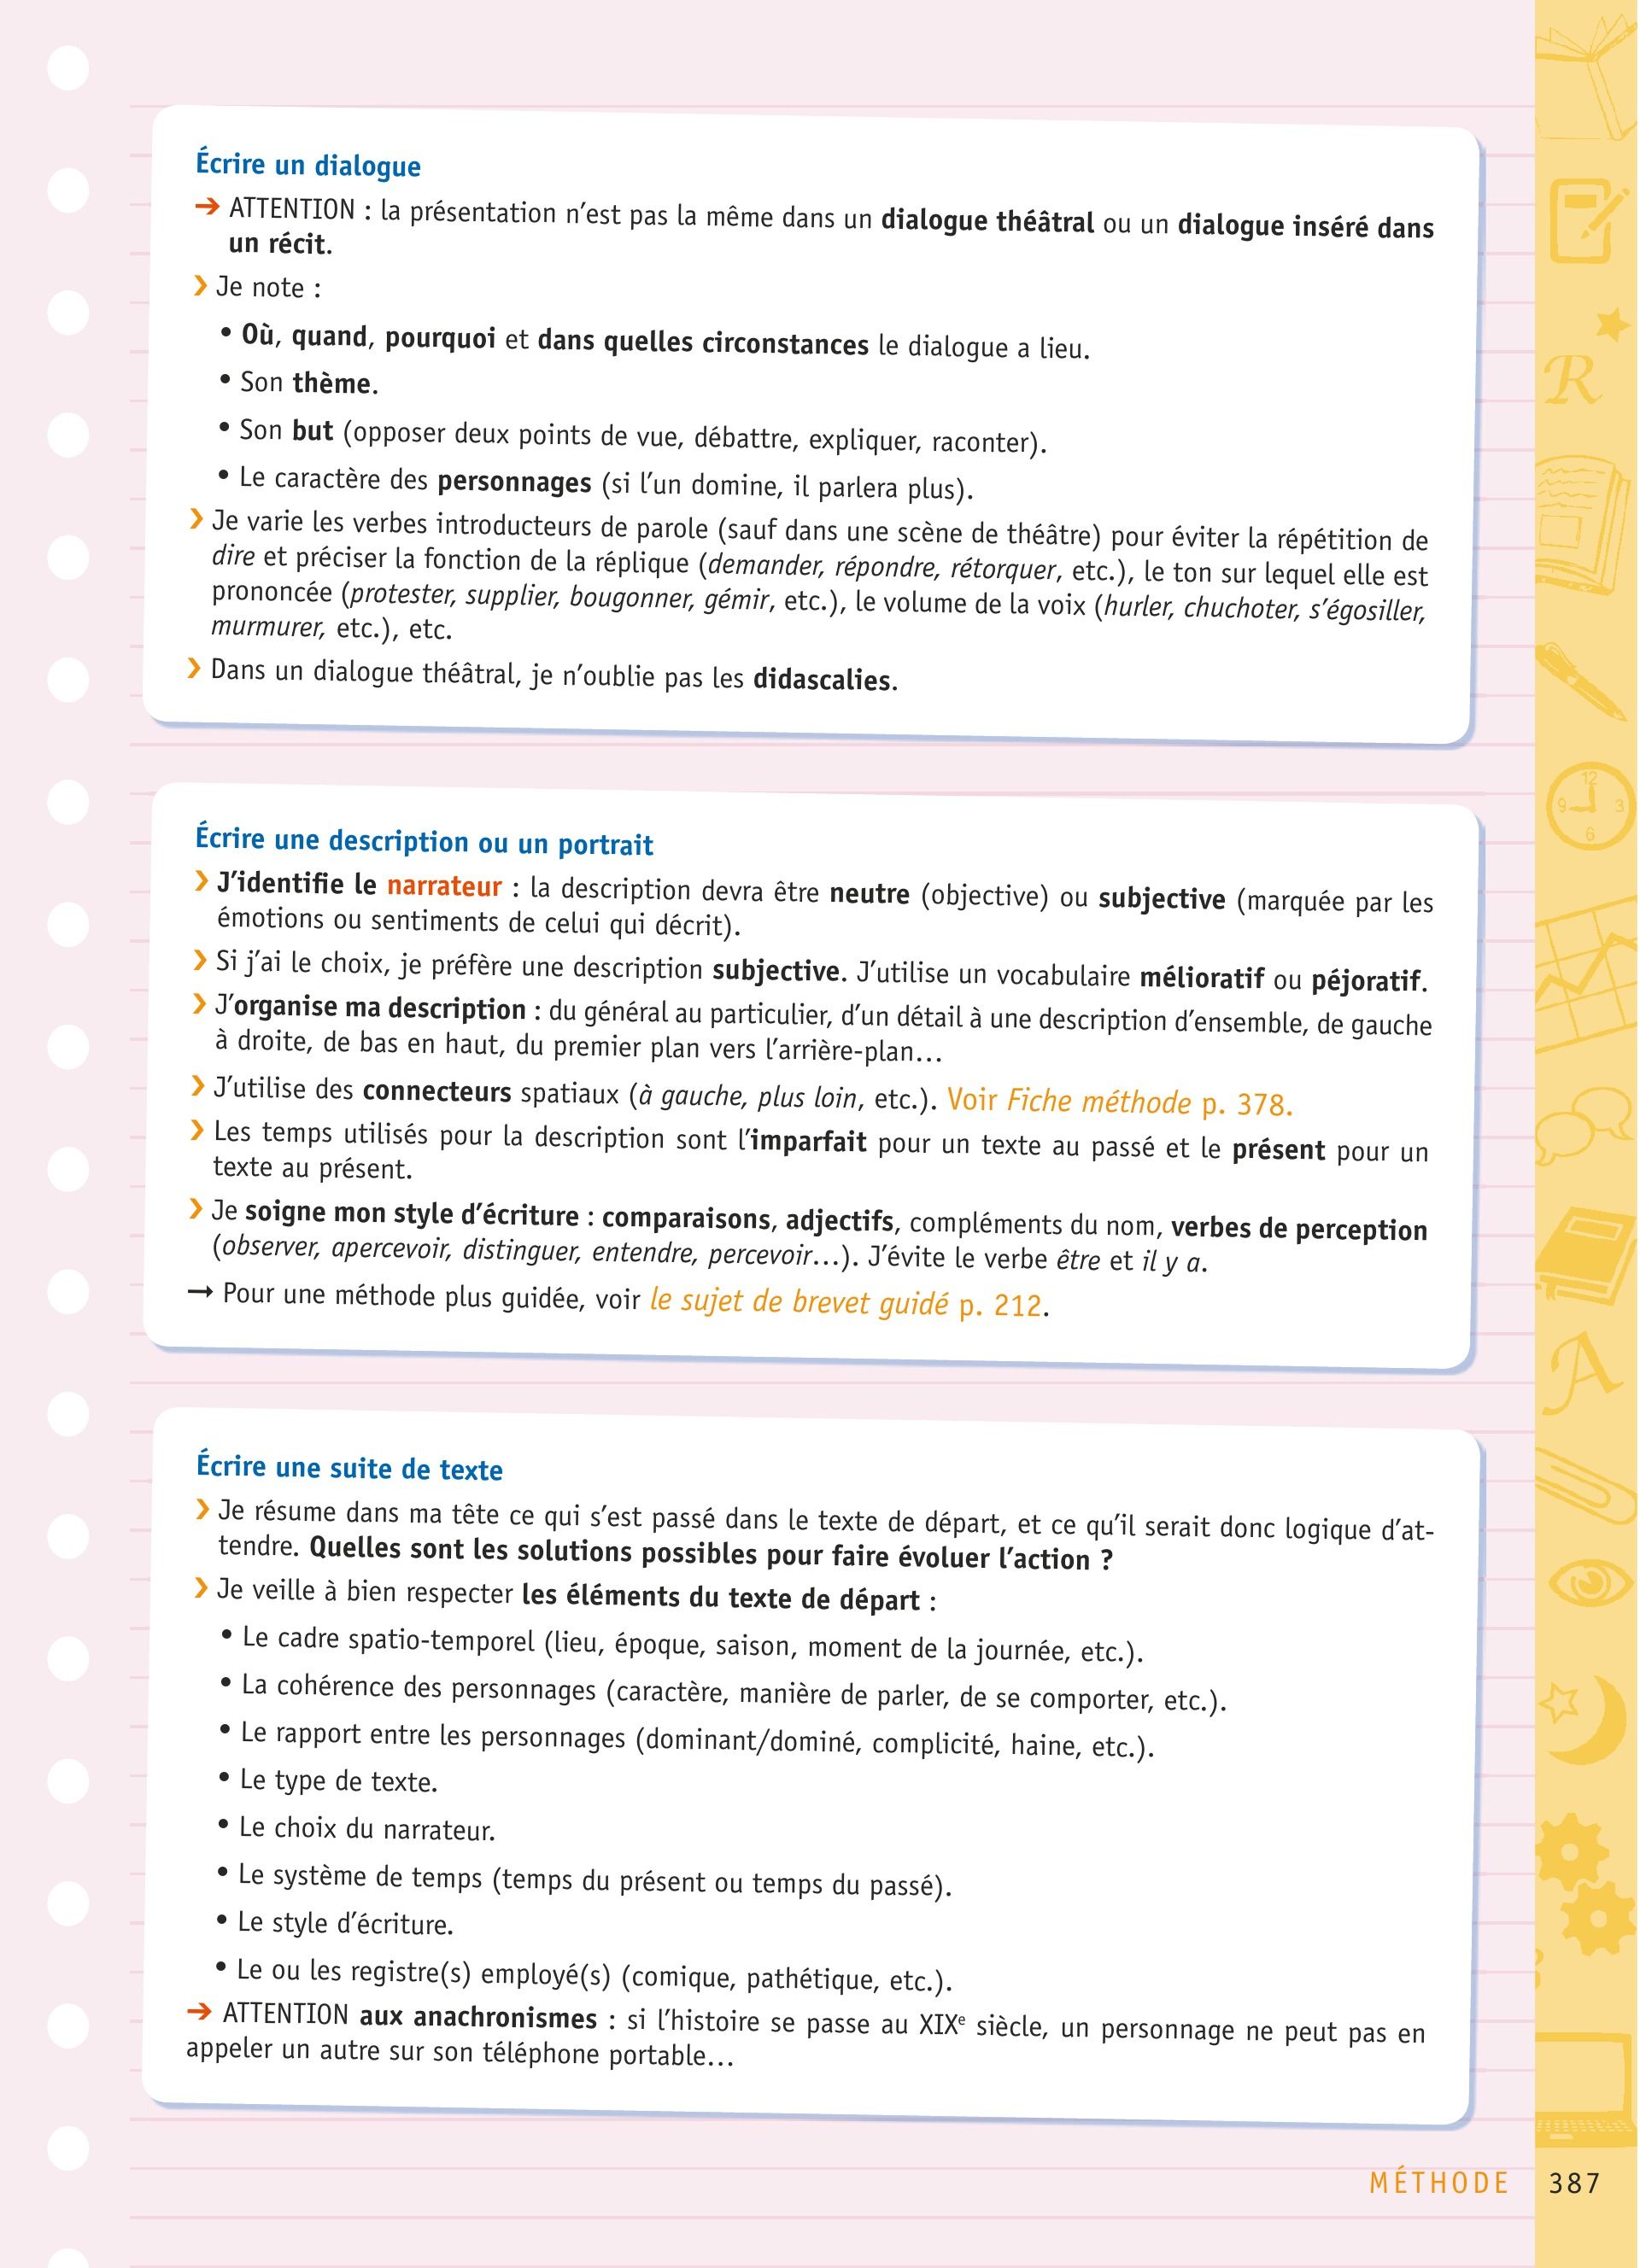 Écrire un dialogue
➔ ATTENTION : la présentation n’est pas la même dans un dialogue théâtral ou un dialogue inséré dans
un récit.
❯ Je note :
• Où, quand, pourquoi et dans quelles circonstances le dialogue a lieu.
• Son thème.
• Son but (opposer deux points de vue, débattre, expliquer, raconter).
• Le caractère des personnages (si l’un domine, il parlera plus).
❯ Je varie les verbes introducteurs de parole (sauf dans une scène de théâtre) pour éviter la répétition de
dire et préciser la fonction de la réplique (demander, répondre, rétorquer, etc.), le ton sur lequel elle est
prononcée (protester, supplier, bougonner, gémir, etc.), le volume de la voix (hurler, chuchoter, s’égosiller,
murmurer, etc.), etc.
❯ Dans un dialogue théâtral, je n’oublie pas les didascalies.
Écrire une description ou un portrait
❯ J’identifie le narrateur : la description devra être neutre (objective) ou subjective (marquée par les
émotions ou sentiments de celui qui décrit).
❯ Si j’ai le choix, je préfère une description subjective. J’utilise un vocabulaire mélioratif ou péjoratif.
❯ J’organise ma description : du général au particulier, d’un détail à une description d’ensemble, de gauche
à droite, de bas en haut, du premier plan vers l’arrière-plan…
❯ J’utilise des connecteurs spatiaux (à gauche, plus loin, etc.). Voir Fiche méthode p. 378.
❯ Les temps utilisés pour la description sont l’imparfait pour un texte au passé et le présent pour un
texte au présent.
❯ Je soigne mon style d’écriture : comparaisons, adjectifs, compléments du nom, verbes de perception
(observer, apercevoir, distinguer, entendre, percevoir…). J’évite le verbe être et il y a.
→ Pour une méthode plus guidée, voir le sujet de brevet guidé p. 212.
Écrire une suite de texte
❯ Je résume dans ma tête ce qui s’est passé dans le texte de départ, et ce qu’il serait donc logique d’at-
tendre. Quelles sont les solutions possibles pour faire évoluer l’action ?
❯ Je veille à bien respecter les éléments du texte de départ :
• Le cadre spatio-temporel (lieu, époque, saison, moment de la journée, etc.).
• La cohérence des personnages (caractère, manière de parler, de se comporter, etc.).
• Le rapport entre les personnages (dominant/dominé, complicité, haine, etc.).
• Le type de texte.
• Le choix du narrateur.
• Le système de temps (temps du présent ou temps du passé).
• Le style d’écriture.
• Le ou les registre(s) employé(s) (comique, pathétique, etc.).
➔ ATTENTION aux anachronismes : si l’histoire se passe au XIXe siècle, un personnage ne peut pas en
appeler un autre sur son téléphone portable…
MÉTHODE 387
R
12
9 3
6
A